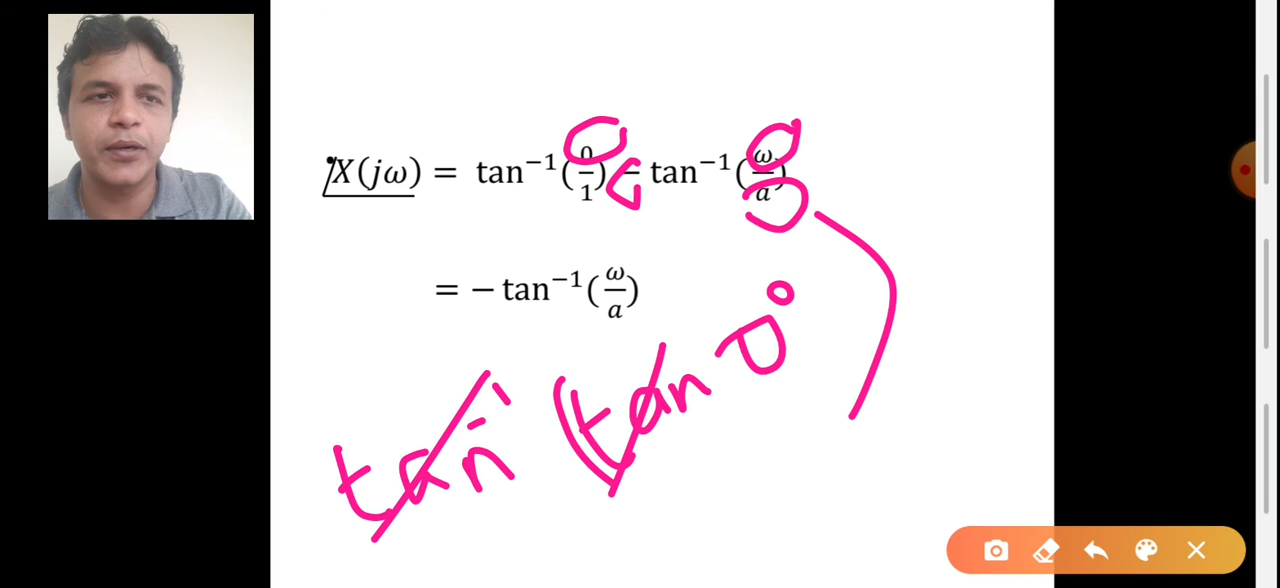 ∠X(jω) = tan⁻¹(0/1) − tan⁻¹(ω/a)
= − tan⁻¹(ω/a)
tan⁻¹ (tan 0°)